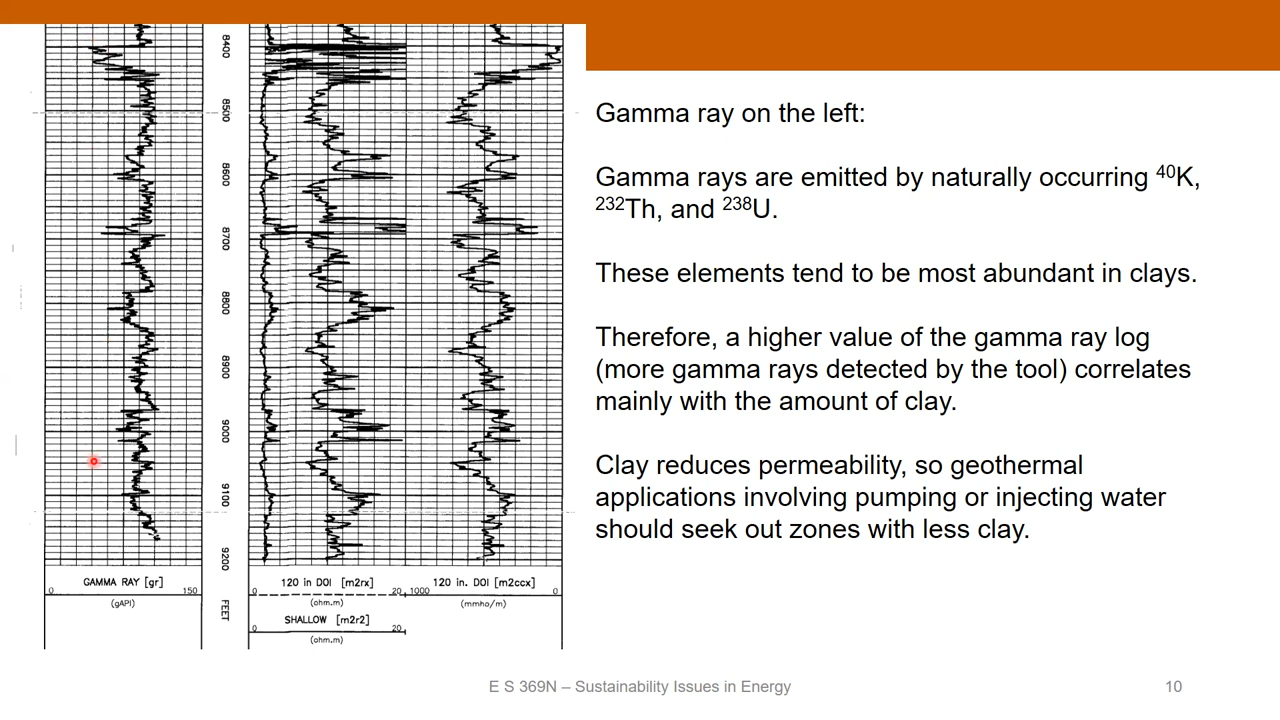 8400
8500
8600
8700
8800
8900
9000
9100
9200
FEET
GAMMA RAY [gr]
0 150
(gAPI)
120 in DOI [m2rx]
0 20
(ohm.m)
SHALLOW [m2r2]
0 20
(ohm.m)
120 in. DOI [m2ccx]
1000 0
(mmho/m)
Gamma ray on the left:
Gamma rays are emitted by naturally occurring ⁴⁰K,
²³²Th, and ²³⁸U.
These elements tend to be most abundant in clays.
Therefore, a higher value of the gamma ray log
(more gamma rays detected by the tool) correlates
mainly with the amount of clay.
Clay reduces permeability, so geothermal
applications involving pumping or injecting water
should seek out zones with less clay.
E S 369N – Sustainability Issues in Energy
10